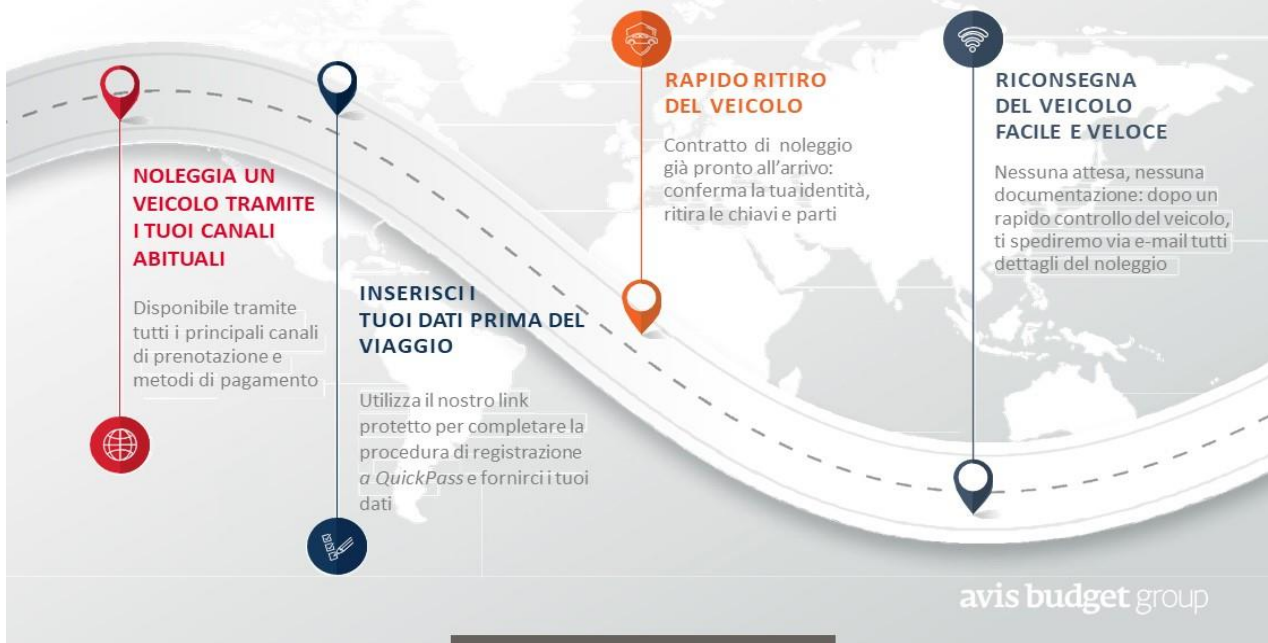 NOLEGGIA UN
VEICOLO TRAMITE
I TUOI CANALI
ABITUALI
Disponibile tramite
tutti i principali canali
di prenotazione e
metodi di pagamento
INSERISCI I
TUOI DATI PRIMA DEL
VIAGGIO
Utilizza il nostro link
protetto per completare la
procedura di registrazione
a QuickPass e fornirci i tuoi
dati
RAPIDO RITIRO
DEL VEICOLO
Contratto di noleggio
già pronto all’arrivo:
conferma la tua identità,
ritira le chiavi e parti
RICONSEGNA
DEL VEICOLO
FACILE E VELOCE
Nessuna attesa, nessuna
documentazione: dopo un
rapido controllo del veicolo,
ti spediremo via e-mail tutti
dettagli del noleggio
avis budget group